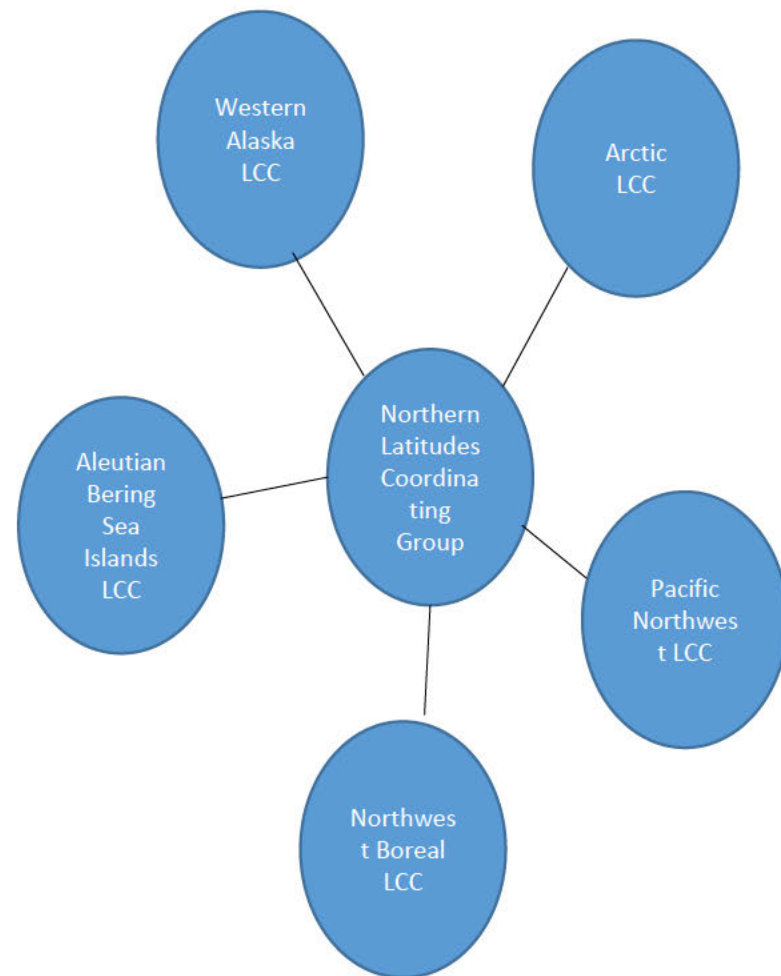 Western
Alaska
LCC
Arctic
LCC
Northern
Latitudes
Coordina
ting
Group
Aleutian
Bering
Sea
Islands
LCC
Pacific
Northwes
t LCC
Northwes
t Boreal
LCC